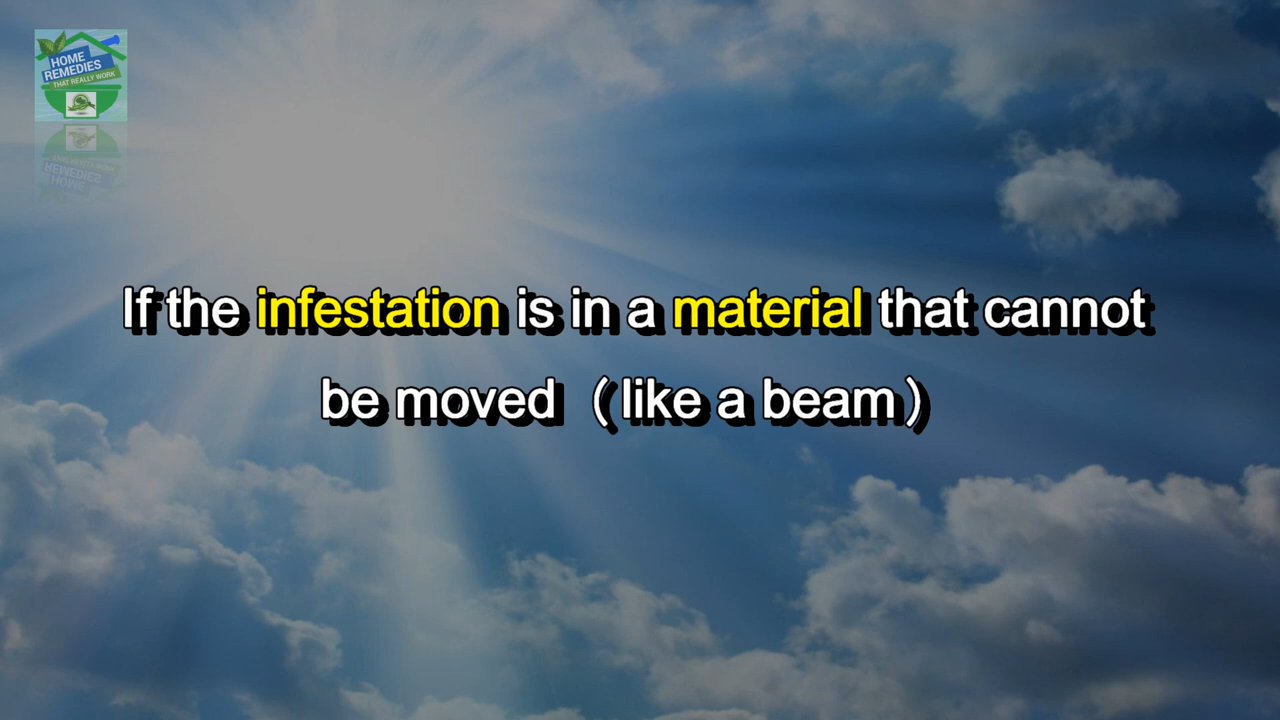 HOME
REMEDIES
THAT REALLY WORK
If the infestation is in a material that cannot
be moved (like a beam)